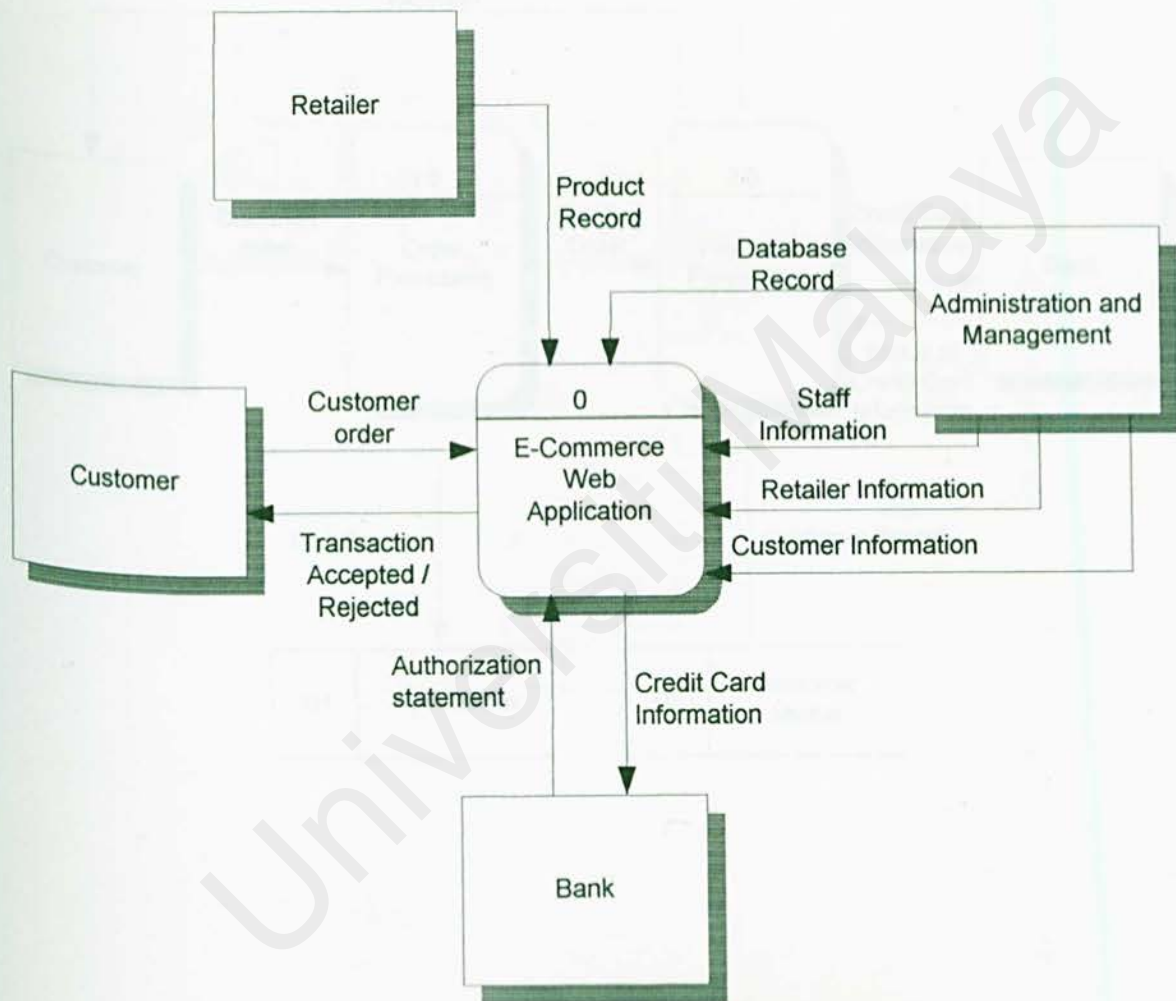 Retailer
Product
Record
Database
Record
Administration and
Management
Customer
order
0
E-Commerce
Web
Application
Staff
Information
Retailer Information
Customer Information
Customer
Transaction
Accepted /
Rejected
Authorization
statement
Credit Card
Information
Bank
Universiti Malaya